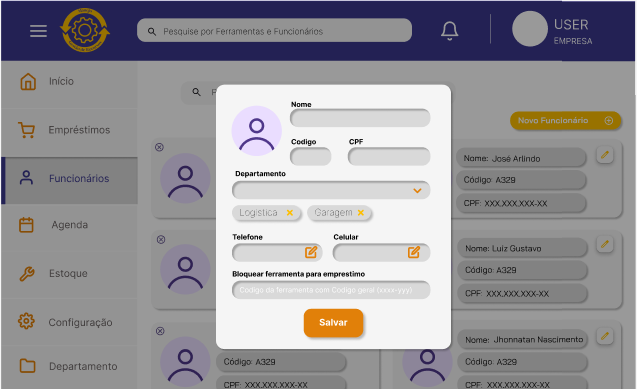 Pesquise por Ferramentas e Funcionários
USER
EMPRESA
Início
Empréstimos
Funcionários
Agenda
Estoque
Configuração
Departamento
Novo Funcionário
Nome
Codigo
CPF
Departamento
Logistica
Garagem
Telefone
Celular
Bloquear ferramenta para emprestimo
Codigo da ferramenta com Codigo geral (xxxx-yyy)
Salvar
Nome: José Arlindo
Código: A329
CPF: XXX.XXX.XXX-XX
Nome: Luiz Gustavo
Código: A329
CPF: XXX.XXX.XXX-XX
Código: A329
CPF: XXX.XXX.XXX-XX
Nome: Jhonnatan Nascimento
Código: A329
CPF: XXX.XXX.XXX-XX